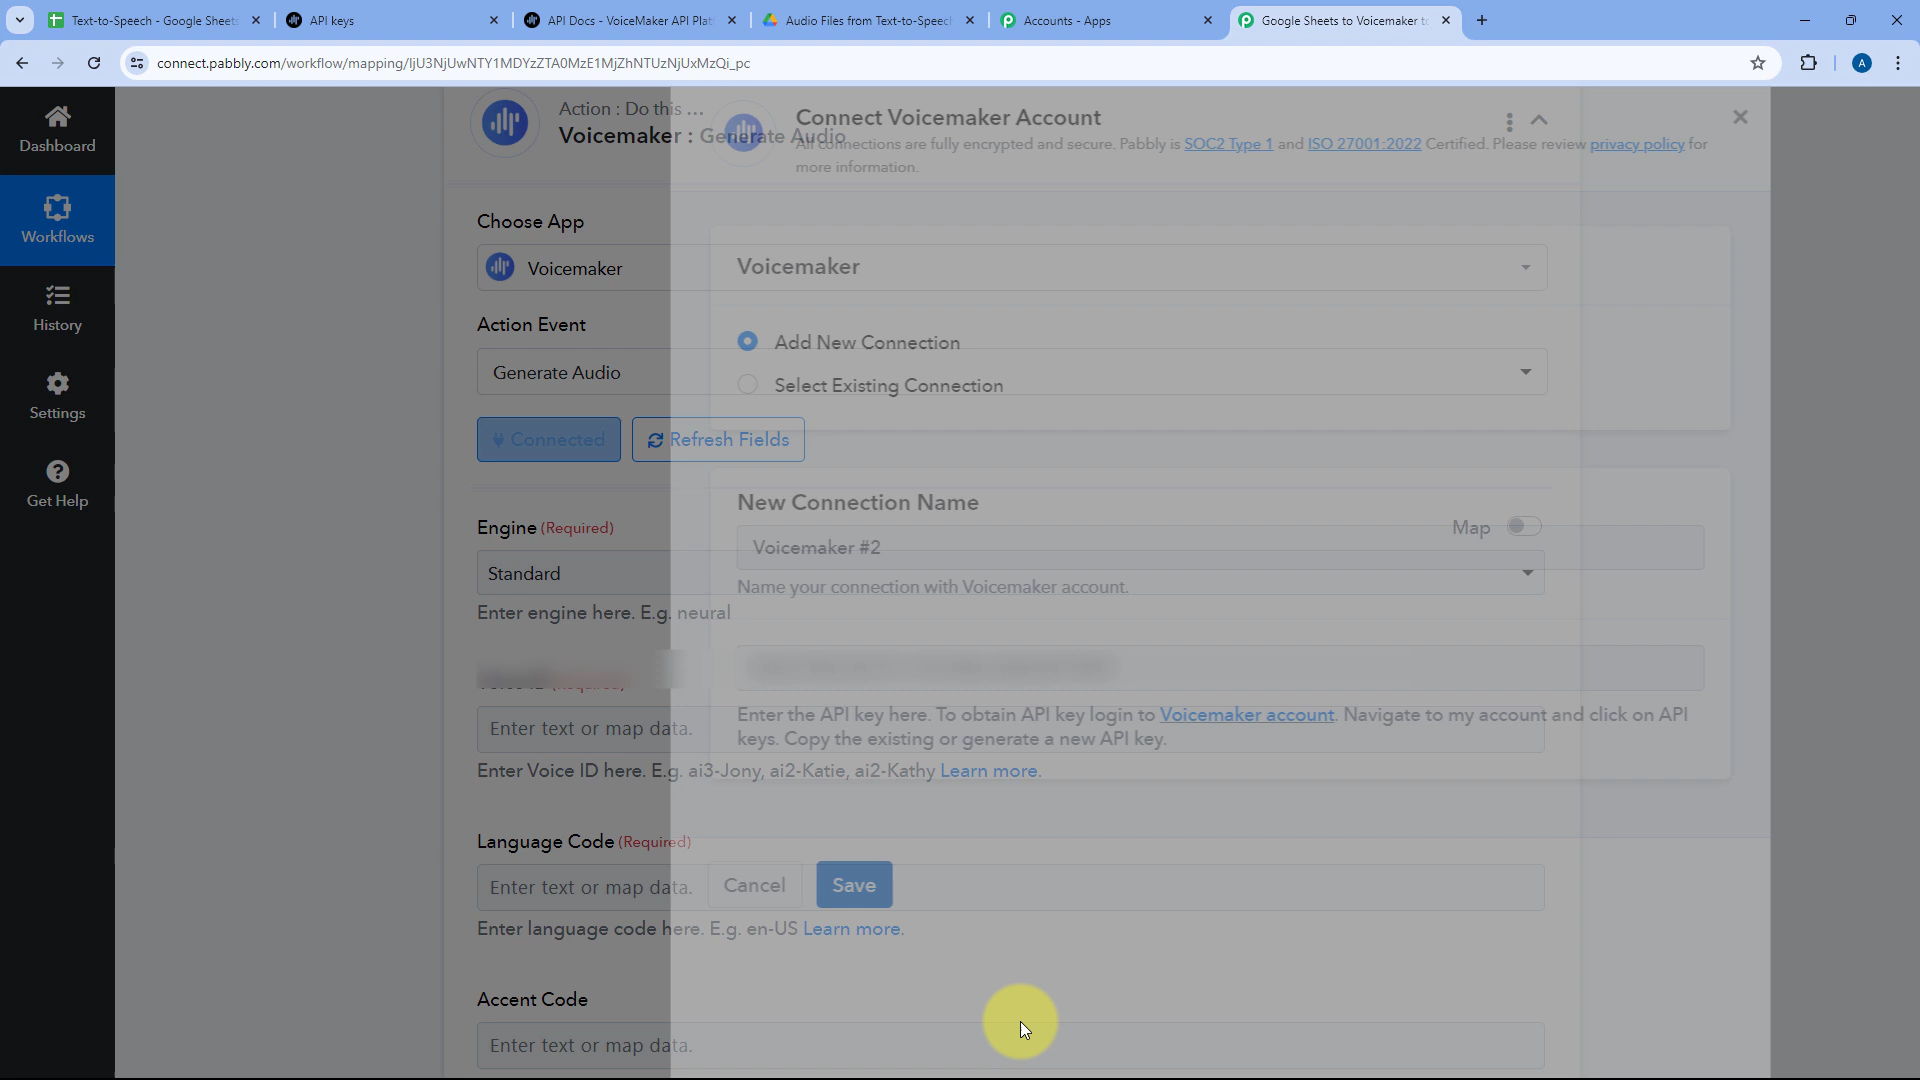 Text-to-Speech - Google Sheets
API keys
API Docs - VoiceMaker API Plat
Audio Files from Text-to-Speech
Accounts - Apps
Google Sheets to Voicemaker to
connect.pabbly.com/workflow/mapping/IjU3NjUwNTY1MDYzZTA0MzE1MjZhNTUzNjUxMzQi_pc
A
Dashboard
Workflows
History
Settings
Get Help
Action : Do this ...
Voicemaker : Generate Audio
Connect Voicemaker Account
All connections are fully encrypted and secure. Pabbly is SOC2 Type 1 and ISO 27001:2022 Certified. Please review privacy policy for
more information.
Choose App
Voicemaker
Voicemaker
Action Event
Generate Audio
Add New Connection
Select Existing Connection
Connected
Refresh Fields
New Connection Name
Voicemaker #2
Name your connection with Voicemaker account.
Engine (Required)
Map
Standard
Enter engine here. E.g. neural
Enter the API key here. To obtain API key login to Voicemaker account. Navigate to my account and click on API
keys. Copy the existing or generate a new API key.
Enter text or map data.
Enter Voice ID here. E.g. ai3-Jony, ai2-Katie, ai2-Kathy Learn more.
Language Code (Required)
Enter text or map data.
Cancel
Save
Enter language code here. E.g. en-US Learn more.
Accent Code
Enter text or map data.